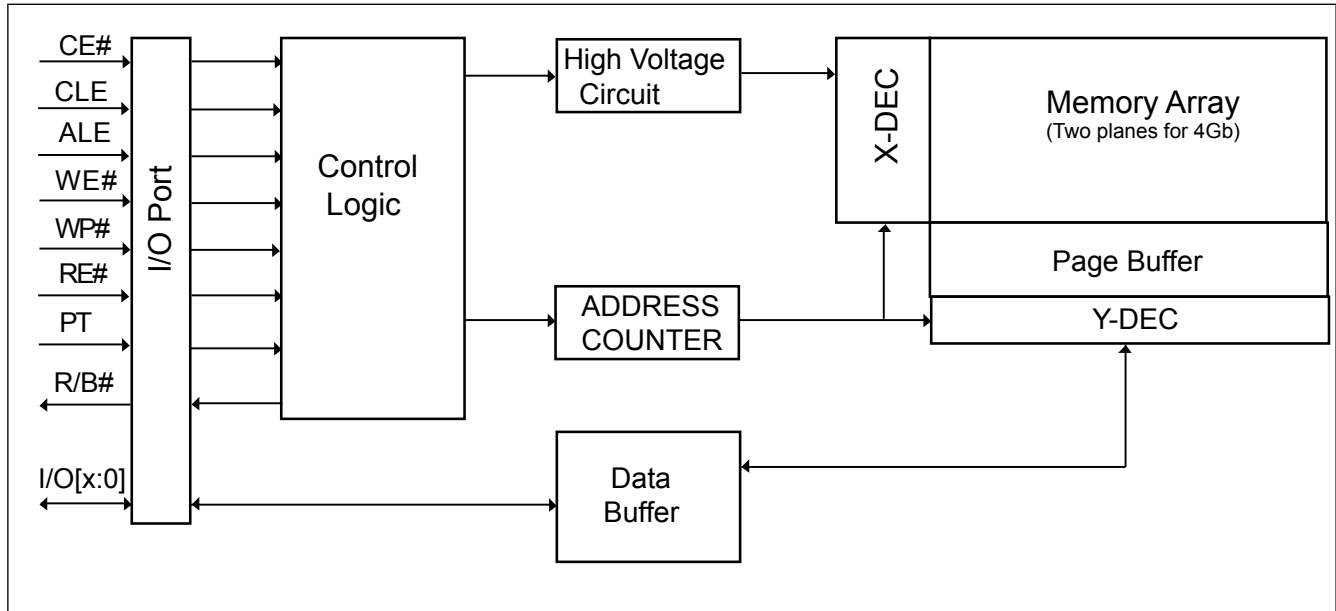 CE#
CLE
ALE
WE#
WP#
RE#
PT
R/B#
I/O[x:0]
I/O Port
Control
Logic
High Voltage
Circuit
ADDRESS
COUNTER
Data
Buffer
X-DEC
Memory Array
(Two planes for 4Gb)
Page Buffer
Y-DEC